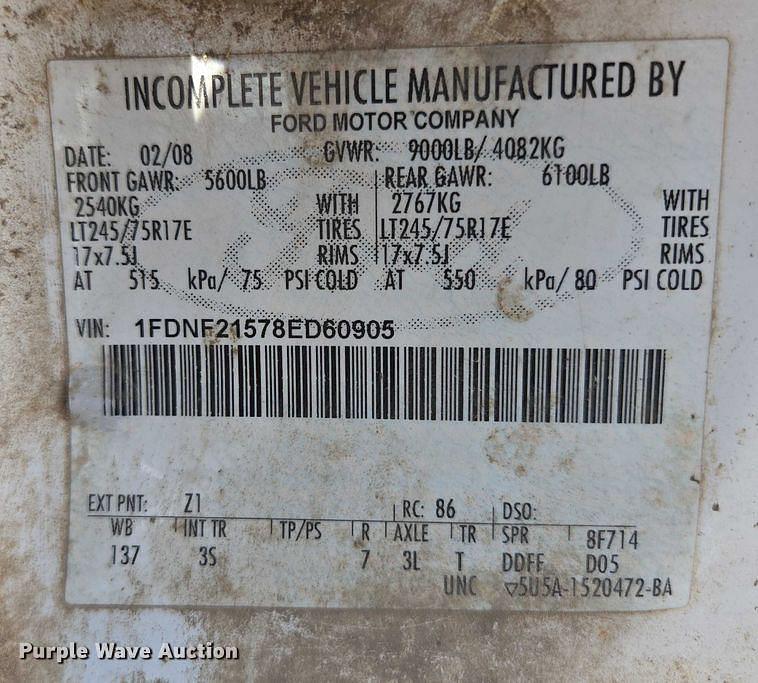 INCOMPLETE VEHICLE MANUFACTURED BY
FORD MOTOR COMPANY
DATE: 02/08 GVWR: 9000LB/ 4082KG
FRONT GAWR: 5600LB REAR GAWR: 6100LB
2540KG WITH 2767KG WITH
LT245/75R17E TIRES LT245/75R17E TIRES
17x7.5J RIMS 17x7.5J RIMS
AT 515 kPa/ 75 PSI COLD AT 550 kPa/ 80 PSI COLD
VIN: 1FDNF21578ED60905
EXT PNT: Z1 RC: 86 DSO:
WB INT TR TP/PS R AXLE TR SPR 8F714
137 3S 7 3L T DDFF D05
UNC ▽5U5A-1520472-BA
Purple Wave Auction